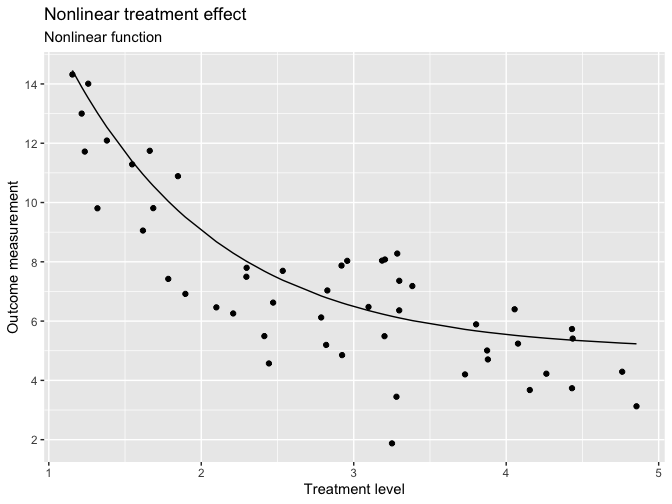 Nonlinear treatment effect
Nonlinear function
14
12
10
8
6
4
2
Outcome measurement
1 2 3 4 5
Treatment level